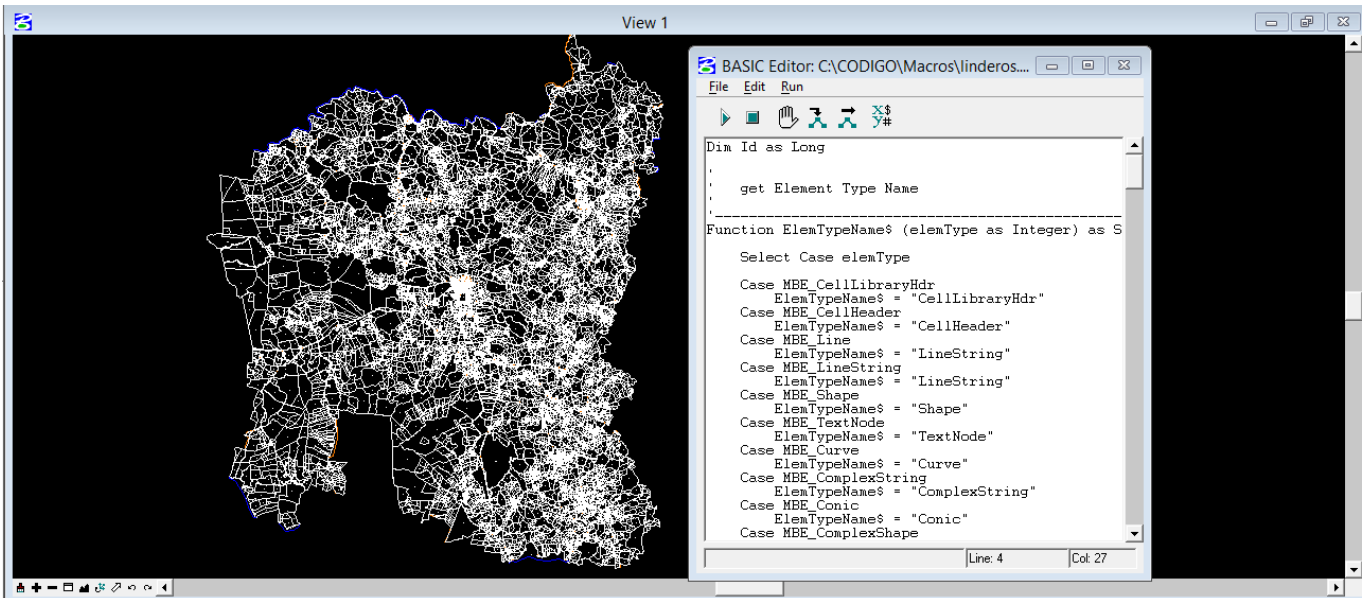 View 1
BASIC Editor: C:\CODIGO\Macros\linderos....
File Edit Run
Dim Id as Long
'
' get Element Type Name
'
'
Function ElemTypeName$ (elemType as Integer) as S
Select Case elemType
Case MBE_CellLibraryHdr
ElemTypeName$ = "CellLibraryHdr"
Case MBE_CellHeader
ElemTypeName$ = "CellHeader"
Case MBE_Line
ElemTypeName$ = "LineString"
Case MBE_LineString
ElemTypeName$ = "LineString"
Case MBE_Shape
ElemTypeName$ = "Shape"
Case MBE_TextNode
ElemTypeName$ = "TextNode"
Case MBE_Curve
ElemTypeName$ = "Curve"
Case MBE_ComplexString
ElemTypeName$ = "ComplexString"
Case MBE_Conic
ElemTypeName$ = "Conic"
Case MBE_ComplexShape
Line: 4 Col: 27